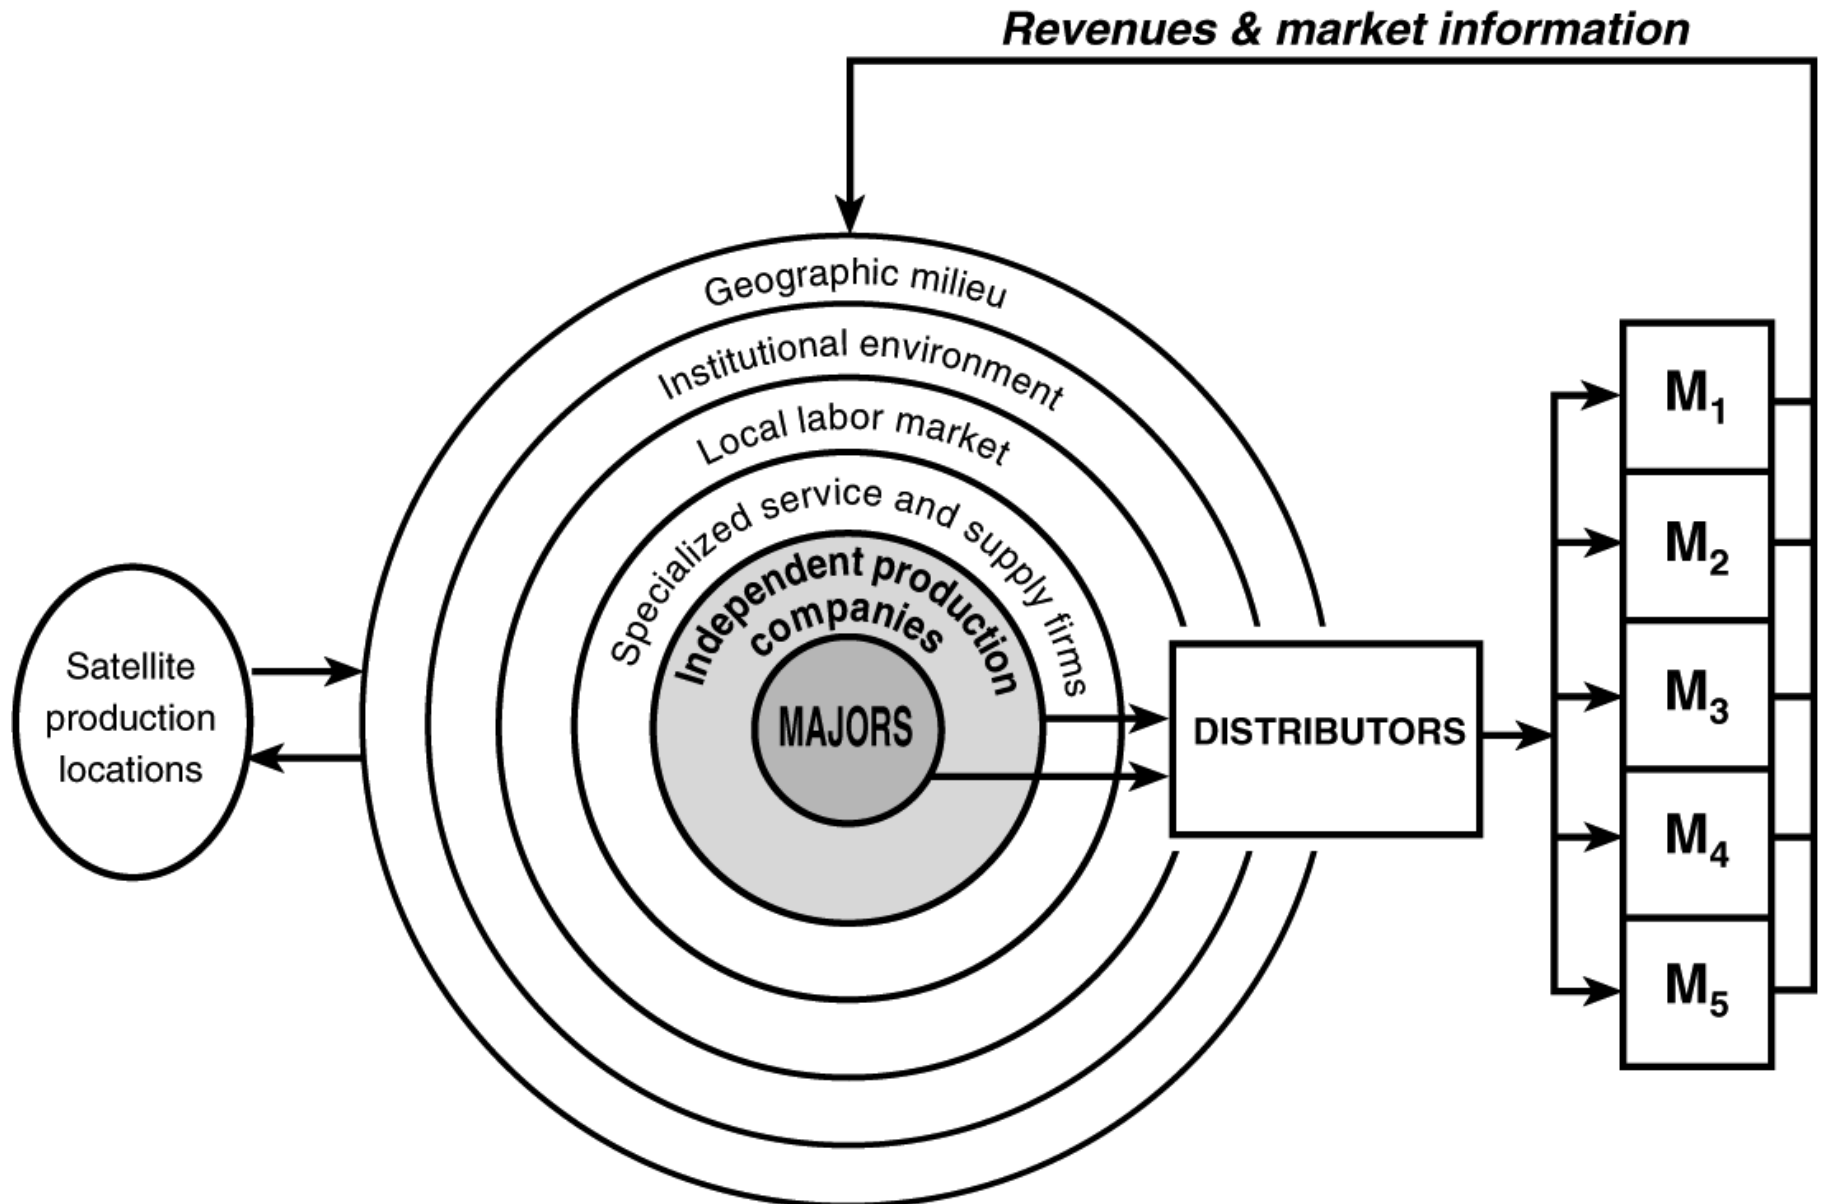 Revenues & market information
Geographic milieu
Institutional environment
Local labor market
Specialized service and supply firms
Independent production
companies
MAJORS
Satellite
production
locations
DISTRIBUTORS
M1
M2
M3
M4
M5